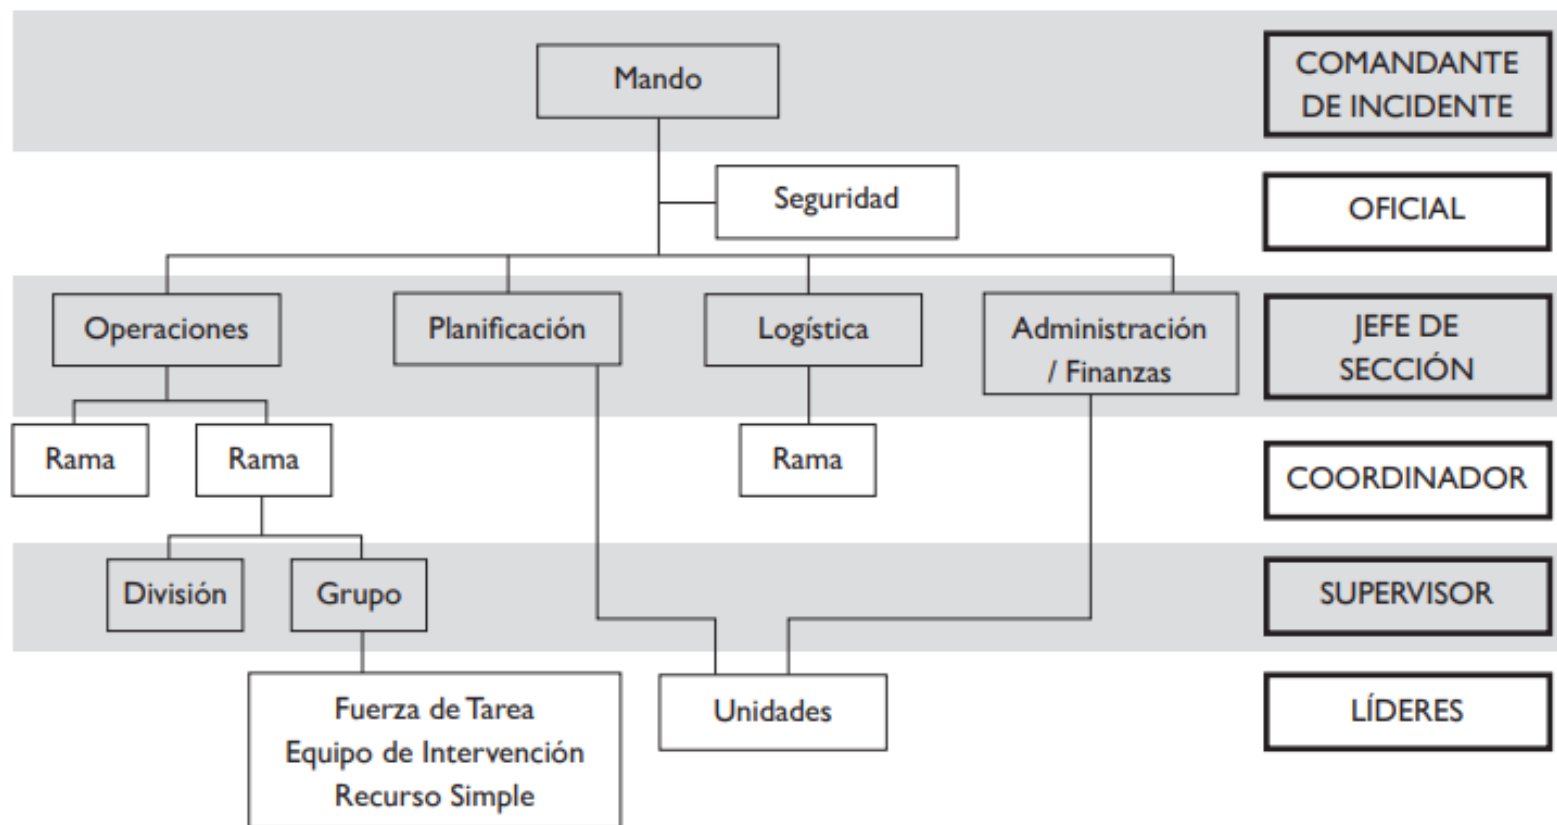 Mando
COMANDANTE
DE INCIDENTE
Seguridad
OFICIAL
Operaciones
Planificación
Logística
Administración
/ Finanzas
JEFE DE
SECCIÓN
Rama
Rama
Rama
COORDINADOR
División
Grupo
SUPERVISOR
Fuerza de Tarea
Equipo de Intervención
Recurso Simple
Unidades
LÍDERES